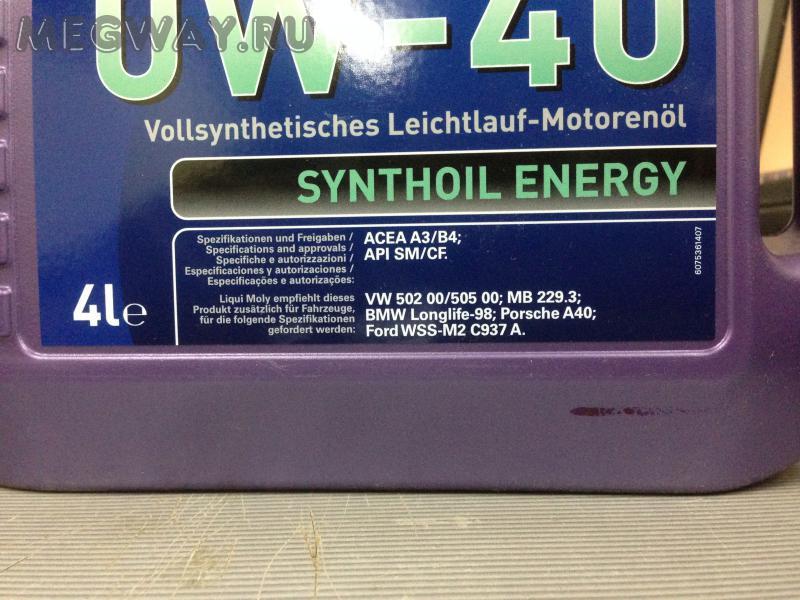 MEGWAY.RU
0W-40
Vollsynthetisches Leichtlauf-Motorenöl
SYNTHOIL ENERGY
Spezifikationen und Freigaben /
Specifications and approvals /
Specifiche e autorizzazioni /
Especificaciones y autorizaciones /
Especificações e autorizações:
ACEA A3/B4;
API SM/CF.
Liqui Moly empfiehlt dieses
Produkt zusätzlich für Fahrzeuge,
für die folgende Spezifikationen
gefordert werden:
VW 502 00/505 00; MB 229.3;
BMW Longlife-98; Porsche A40;
Ford WSS-M2 C937 A.
4l e
6075361407